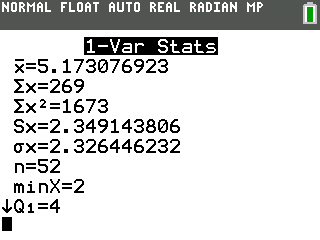 NORMAL FLOAT AUTO REAL RADIAN MP
1-Var Stats
x̄=5.173076923
Σx=269
Σx²=1673
Sx=2.349143806
σx=2.326446232
n=52
minX=2
↓Q₁=4